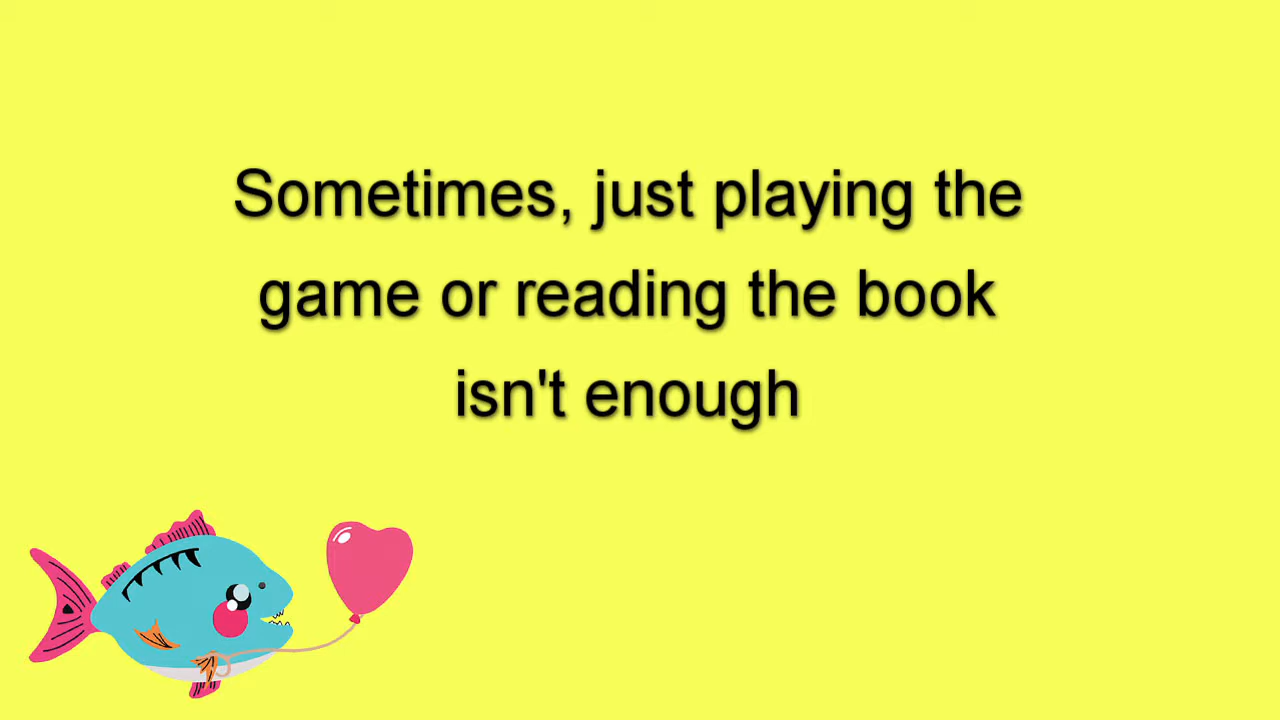 Sometimes, just playing the
game or reading the book
isn't enough